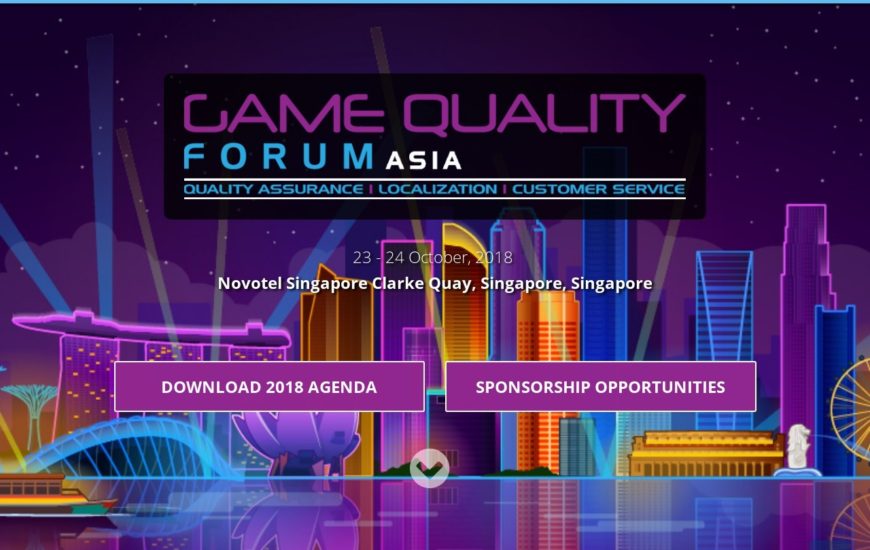 GAME QUALITY
FORUM ASIA
QUALITY ASSURANCE | LOCALIZATION | CUSTOMER SERVICE
23 - 24 October, 2018
Novotel Singapore Clarke Quay, Singapore, Singapore
DOWNLOAD 2018 AGENDA
SPONSORSHIP OPPORTUNITIES